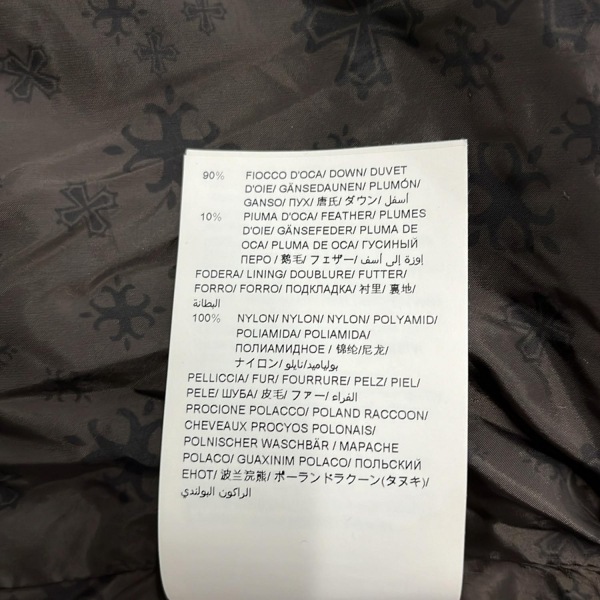 90% FIOCCO D'OCA/ DOWN/ DUVET
D'OIE/ GÄNSEDAUNEN/ PLUMÓN/
GANSO/ ПУХ/ 唐氏/ ダウン/ أسفل
10% PIUMA D'OCA/ FEATHER/ PLUMES
D'OIE/ GÄNSEFEDER/ PLUMA DE
OCA/ PLUMA DE OCA/ ГУСИНЫЙ
ПЕРО / 鹅毛/ フェザー/ إوزة إلى أسف
FODERA/ LINING/ DOUBLURE/ FUTTER/
FORRO/ FORRO/ ПОДКЛАДКА/ 衬里/ 裏地/
البطانة
100% NYLON/ NYLON/ NYLON/ POLYAMID/
POLIAMIDA/ POLIAMIDA/
ПОЛИАМИДНОЕ / 锦纶/尼龙/
ナイロン/ بولياميد/نايلو
PELLICCIA/ FUR/ FOURRURE/ PELZ/ PIEL/
PELE/ ШУБА/ 皮毛/ ファー/ الفراء
PROCIONE POLACCO/ POLAND RACCOON/
CHEVEAUX PROCYOS POLONAIS/
POLNISCHER WASCHBÄR / MAPACHE
POLACO/ GUAXINIM POLACO/ ПОЛЬСКИЙ
ЕНОТ/ 波兰浣熊/ ポーランドラクーン(タヌキ)/
الراكون البولندي